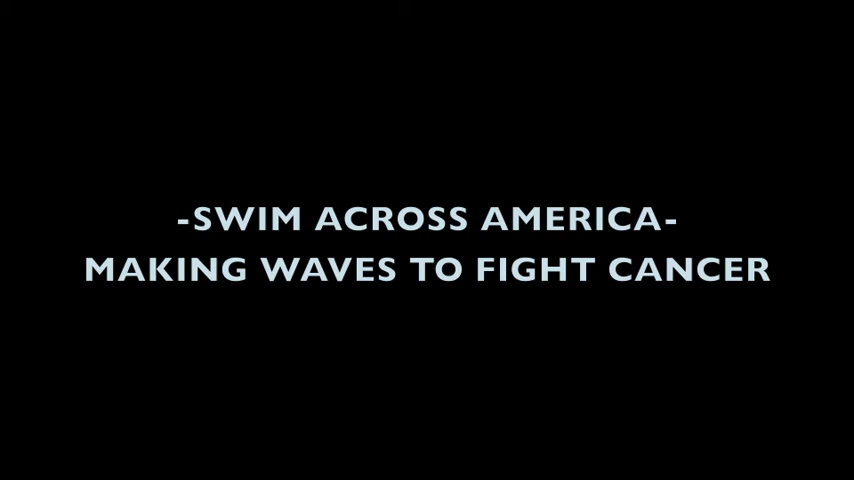 -SWIM ACROSS AMERICA-
MAKING WAVES TO FIGHT CANCER